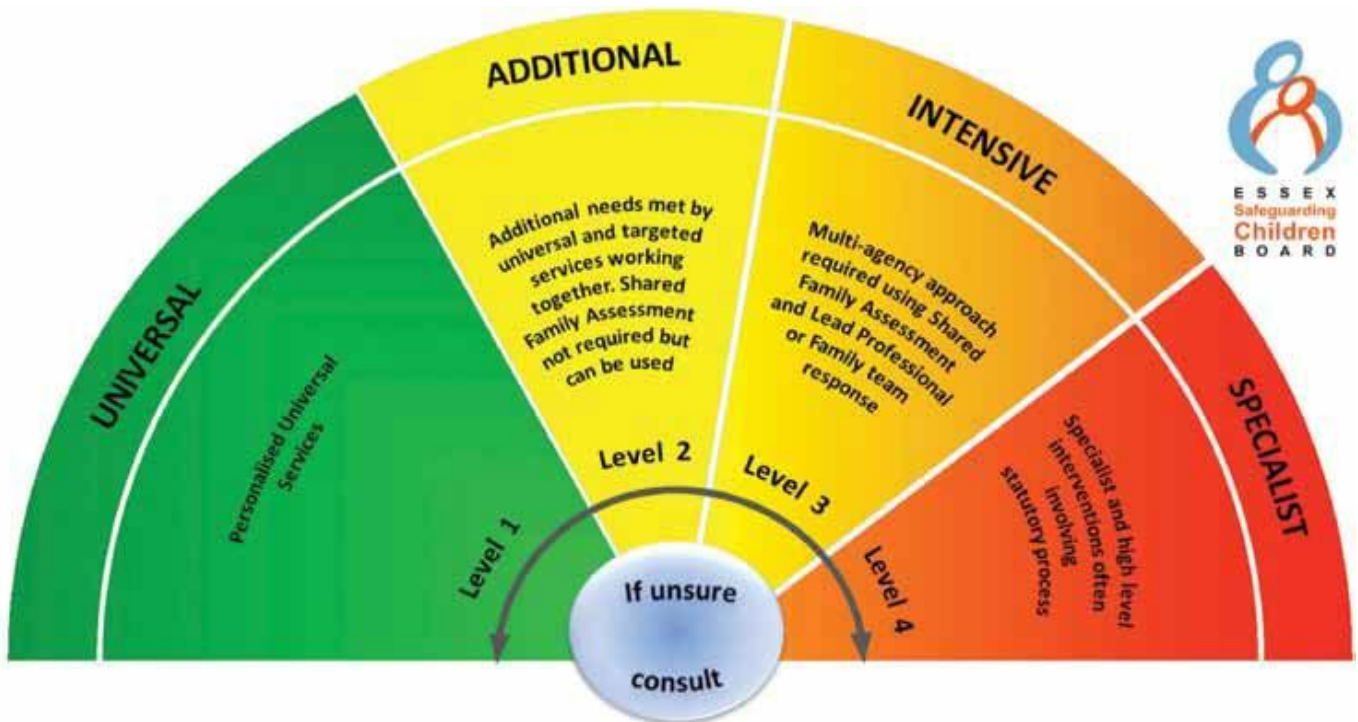 UNIVERSAL
Personalised Universal
Services
Level 1
ADDITIONAL
Additional needs met by
universal and targeted
services working
together. Shared
Family Assessment
not required but
can be used
Level 2
INTENSIVE
Multi-agency approach
required using Shared
Family Assessment
and Lead Professional
or Family team
response
Level 3
SPECIALIST
Specialist and high level
interventions often
involving
statutory process
Level 4
If unsure
consult
ESSEX
Safeguarding
Children
BOARD